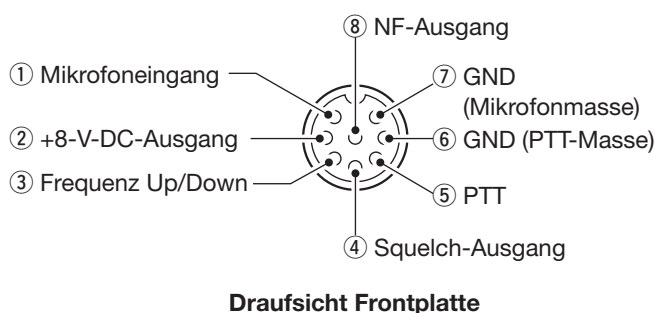 ⑧ NF-Ausgang
① Mikrofoneingang
⑦ GND
(Mikrofonmasse)
② +8-V-DC-Ausgang
⑥ GND (PTT-Masse)
③ Frequenz Up/Down
⑤ PTT
④ Squelch-Ausgang
Draufsicht Frontplatte